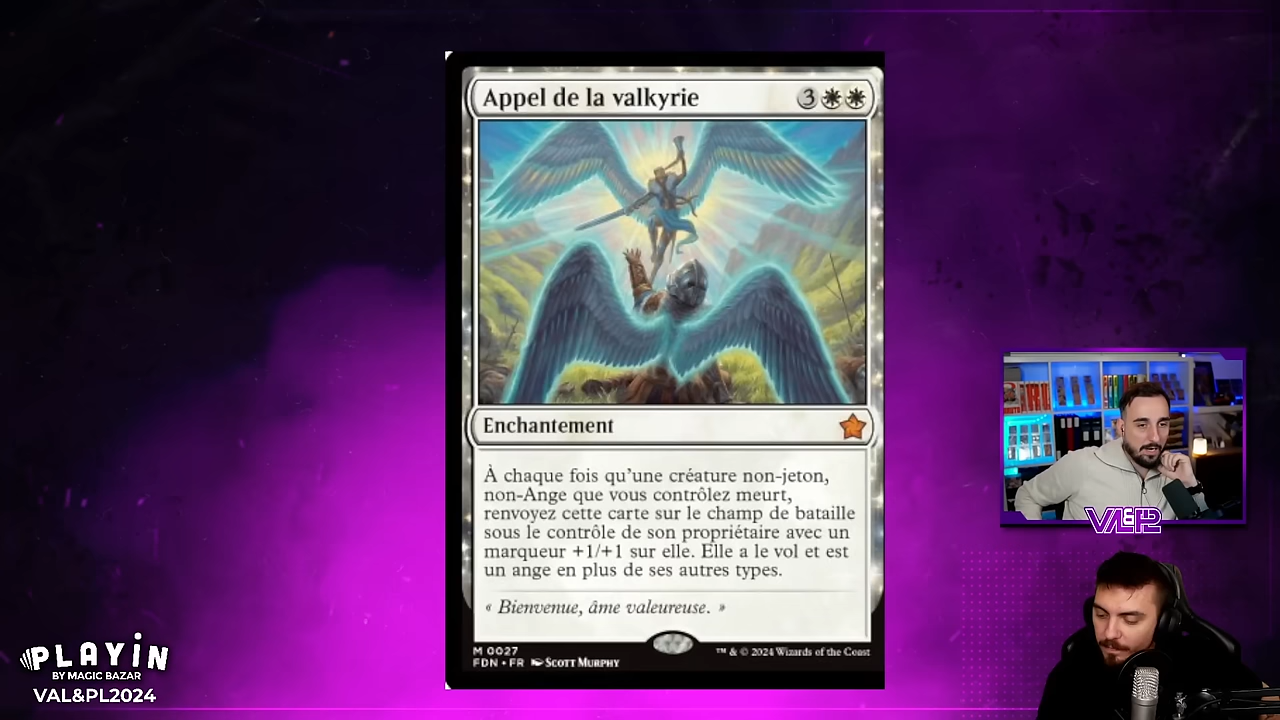 Appel de la valkyrie
3
Enchantement
À chaque fois qu'une créature non-jeton,
non-Ange que vous contrôlez meurt,
renvoyez cette carte sur le champ de bataille
sous le contrôle de son propriétaire avec un
marqueur +1/+1 sur elle. Elle a le vol et est
un ange en plus de ses autres types.
« Bienvenue, âme valeureuse. »
M 0027
FDN • FR SCOTT MURPHY
™ & © 2024 Wizards of the Coast
PLAYIN
BY MAGIC BAZAR
VAL&PL2024